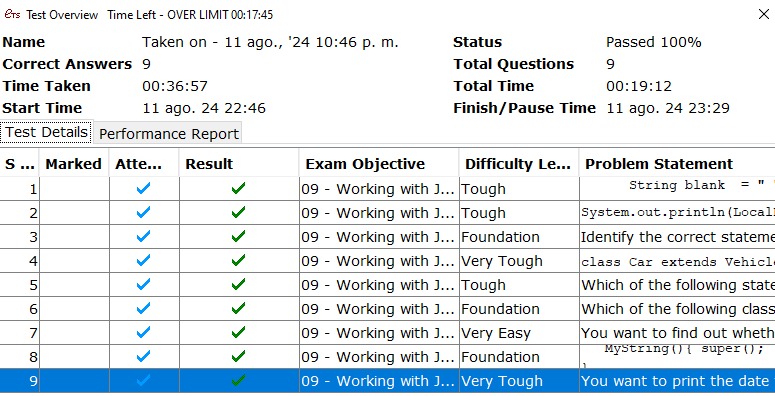 ETS Test Overview Time Left - OVER LIMIT 00:17:45
Name Taken on - 11 ago., '24 10:46 p. m. Status Passed 100%
Correct Answers 9 Total Questions 9
Time Taken 00:36:57 Total Time 00:19:12
Start Time 11 ago. 24 22:46 Finish/Pause Time 11 ago. 24 23:29
Test Details Performance Report
S ... Marked Atte... Result Exam Objective Difficulty Le... Problem Statement
1 09 - Working with J... Tough String blank = "
2 09 - Working with J... Tough System.out.println(Local
3 09 - Working with J... Foundation Identify the correct stateme
4 09 - Working with J... Very Tough class Car extends Vehicl
5 09 - Working with J... Tough Which of the following state
6 09 - Working with J... Foundation Which of the following class
7 09 - Working with J... Very Easy You want to find out wheth
8 09 - Working with J... Foundation MyString(){ super();
9 09 - Working with J... Very Tough You want to print the date